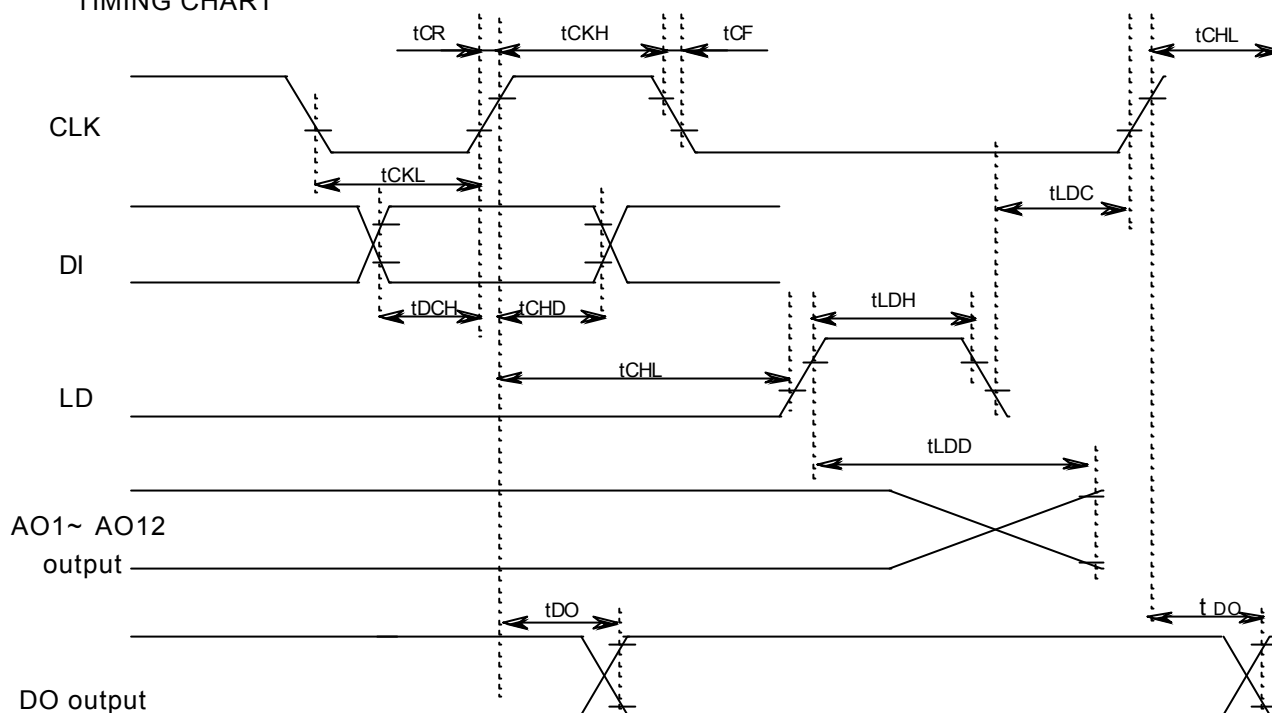 TIMING CHART
tCR
tCKH
tCF
tCHL
CLK
tCKL
tLDC
DI
tDCH
tCHD
tLDH
tCHL
LD
tLDD
AO1~ AO12
output
tDO
t DO
DO output